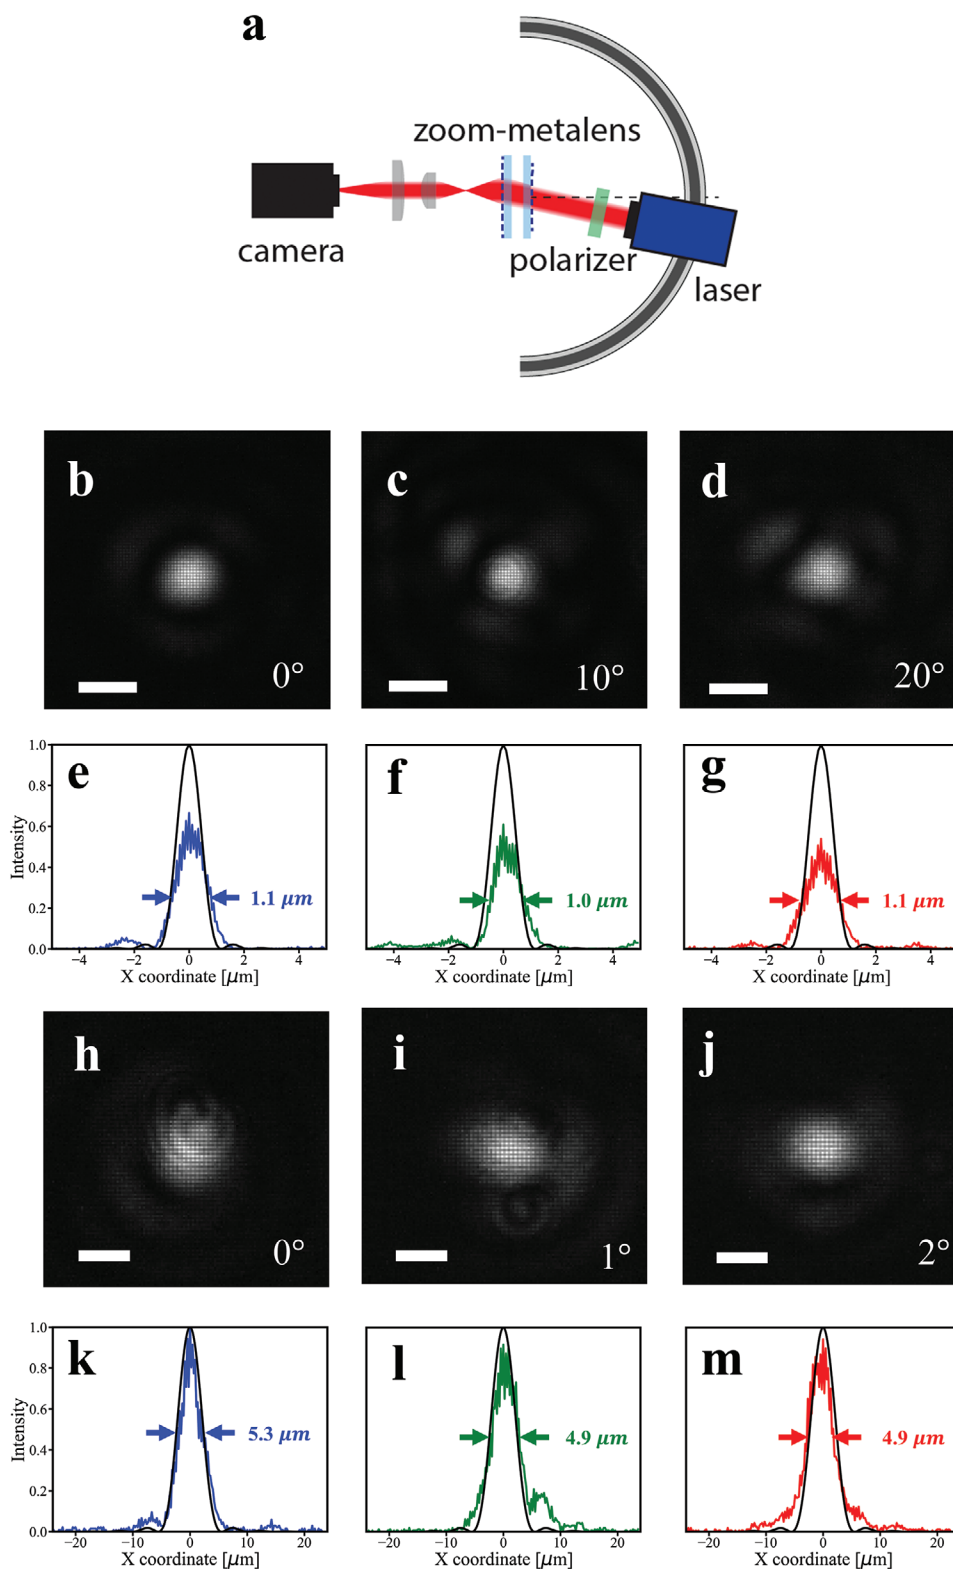 a
zoom-metalens
camera
polarizer
laser
b
0°
c
10°
d
20°
e
1.0
0.8
0.6
0.4
0.2
0.0
Intensity
1.1 μm
−4 −2 0 2 4
X coordinate [μm]
f
1.0 μm
−4 −2 0 2 4
X coordinate [μm]
g
1.1 μm
−4 −2 0 2 4
X coordinate [μm]
h
0°
i
1°
j
2°
k
1.0
0.8
0.6
0.4
0.2
0.0
Intensity
5.3 μm
−20 −10 0 10 20
X coordinate [μm]
l
4.9 μm
−20 −10 0 10 20
X coordinate [μm]
m
4.9 μm
−20 −10 0 10 20
X coordinate [μm]